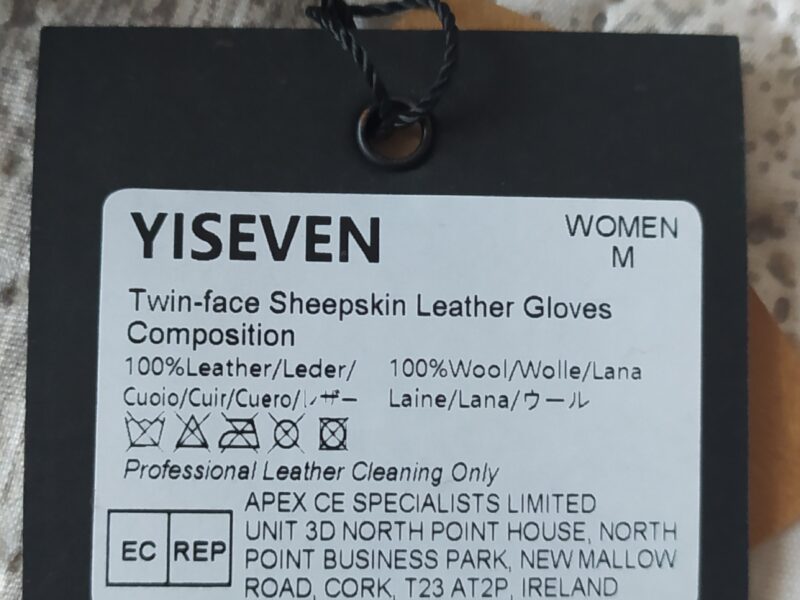 YISEVEN
WOMEN
M
Twin-face Sheepskin Leather Gloves
Composition
100%Leather/Leder/ 100%Wool/Wolle/Lana
Cuoio/Cuir/Cuero/レザー Laine/Lana/ウール
Professional Leather Cleaning Only
EC REP
APEX CE SPECIALISTS LIMITED
UNIT 3D NORTH POINT HOUSE, NORTH
POINT BUSINESS PARK, NEW MALLOW
ROAD, CORK, T23 AT2P, IRELAND